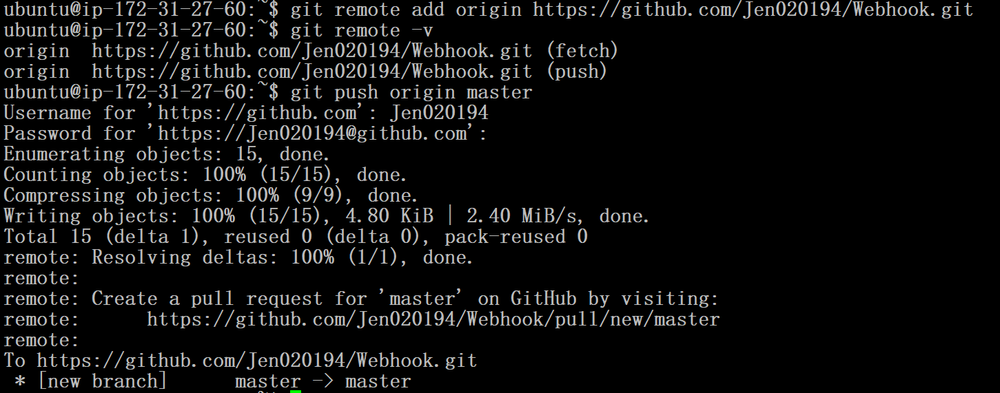 ubuntu@ip-172-31-27-60:~$ git remote add origin https://github.com/Jen020194/Webhook.git
ubuntu@ip-172-31-27-60:~$ git remote -v
origin  https://github.com/Jen020194/Webhook.git (fetch)
origin  https://github.com/Jen020194/Webhook.git (push)
ubuntu@ip-172-31-27-60:~$ git push origin master
Username for 'https://github.com': Jen020194
Password for 'https://Jen020194@github.com':
Enumerating objects: 15, done.
Counting objects: 100% (15/15), done.
Compressing objects: 100% (9/9), done.
Writing objects: 100% (15/15), 4.80 KiB | 2.40 MiB/s, done.
Total 15 (delta 1), reused 0 (delta 0), pack-reused 0
remote: Resolving deltas: 100% (1/1), done.
remote:
remote: Create a pull request for 'master' on GitHub by visiting:
remote:      https://github.com/Jen020194/Webhook/pull/new/master
remote:
To https://github.com/Jen020194/Webhook.git
 * [new branch]      master -> master